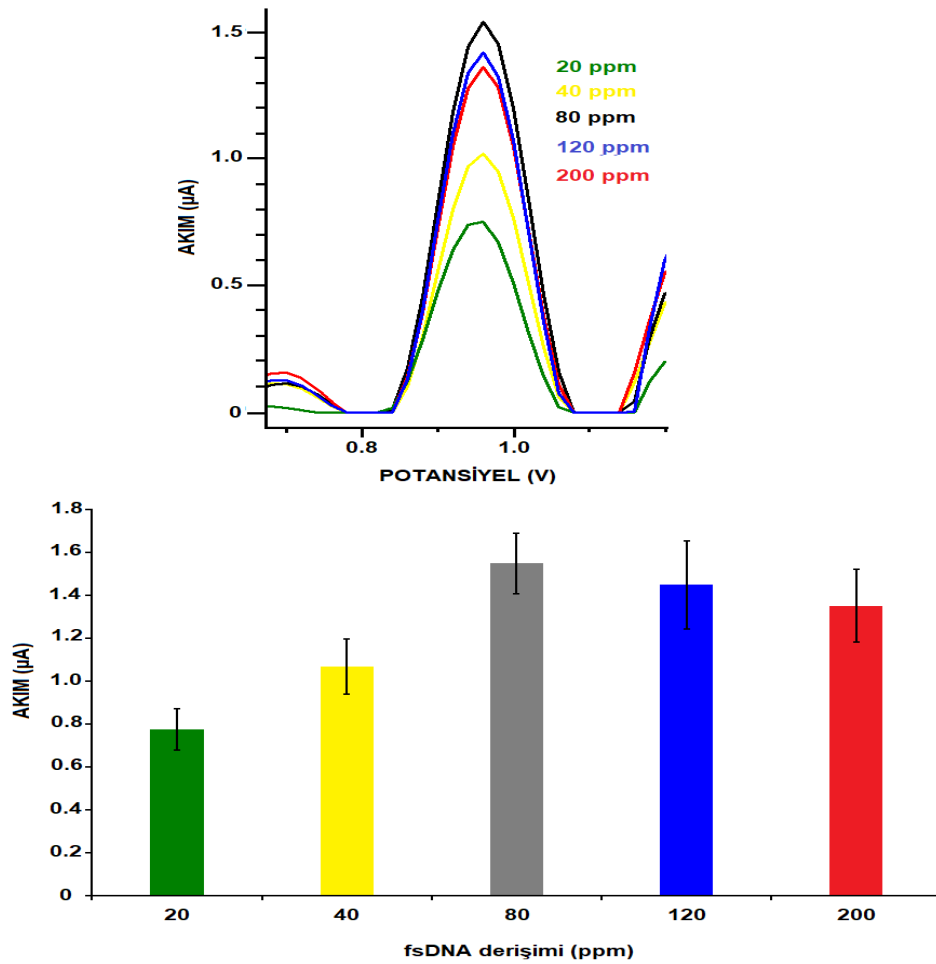 1.5
1.0
0.5
0
AKIM (µA)
20 ppm
40 ppm
80 ppm
120 ppm
200 ppm
0.8
1.0
POTANSİYEL (V)
1.8
1.6
1.4
1.2
1.0
0.8
0.6
0.4
0.2
0
AKIM (µA)
20
40
80
120
200
fsDNA derişimi (ppm)